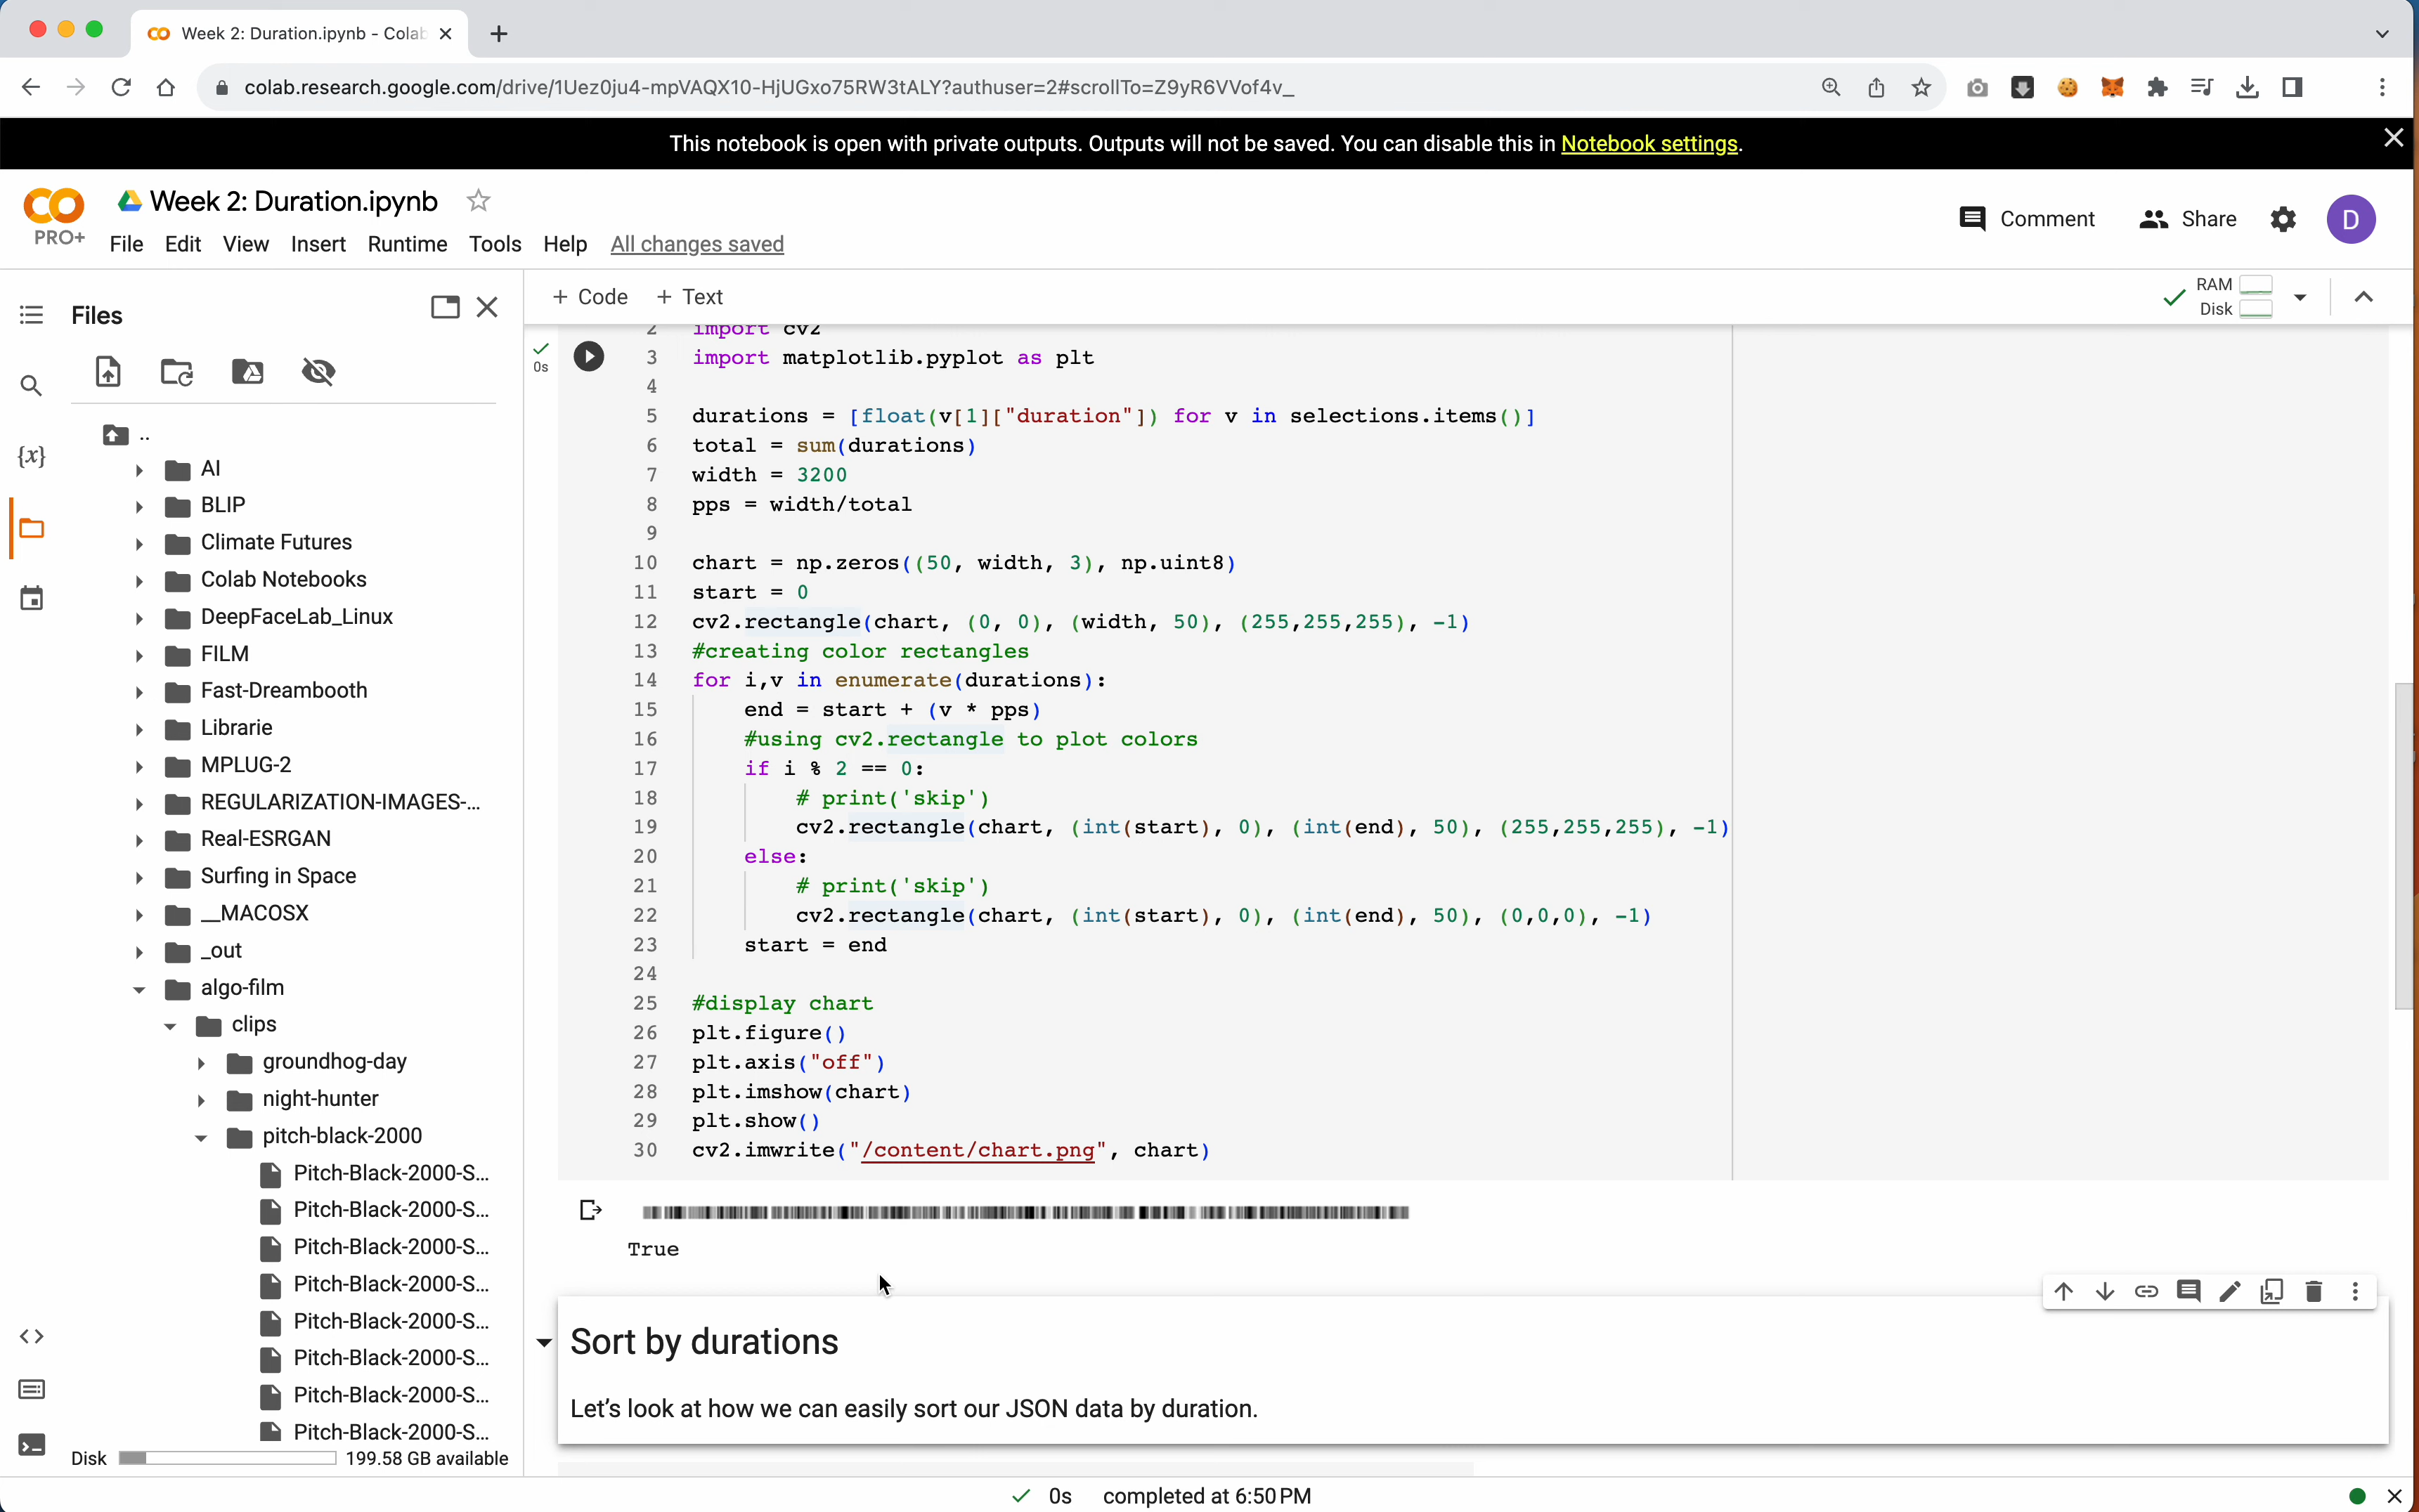 Week 2: Duration.ipynb - Colab
colab.research.google.com/drive/1Uez0ju4-mpVAQX10-HjUGxo75RW3tALY?authuser=2#scrollTo=Z9yR6VVof4v_
This notebook is open with private outputs. Outputs will not be saved. You can disable this in Notebook settings.
Week 2: Duration.ipynb
PRO+
File Edit View Insert Runtime Tools Help All changes saved
Comment Share D
Files
+ Code + Text
RAM
Disk
..
AI
BLIP
Climate Futures
Colab Notebooks
DeepFaceLab_Linux
FILM
Fast-Dreambooth
Librarie
MPLUG-2
REGULARIZATION-IMAGES-...
Real-ESRGAN
Surfing in Space
__MACOSX
_out
algo-film
clips
groundhog-day
night-hunter
pitch-black-2000
Pitch-Black-2000-S...
Pitch-Black-2000-S...
Pitch-Black-2000-S...
Pitch-Black-2000-S...
Pitch-Black-2000-S...
Pitch-Black-2000-S...
Pitch-Black-2000-S...
Pitch-Black-2000-S...
Disk 199.58 GB available
0s
2 import cv2
3 import matplotlib.pyplot as plt
4
5 durations = [float(v[1]["duration"]) for v in selections.items()]
6 total = sum(durations)
7 width = 3200
8 pps = width/total
9
10 chart = np.zeros((50, width, 3), np.uint8)
11 start = 0
12 cv2.rectangle(chart, (0, 0), (width, 50), (255,255,255), -1)
13 #creating color rectangles
14 for i,v in enumerate(durations):
15 end = start + (v * pps)
16 #using cv2.rectangle to plot colors
17 if i % 2 == 0:
18 # print('skip')
19 cv2.rectangle(chart, (int(start), 0), (int(end), 50), (255,255,255), -1)
20 else:
21 # print('skip')
22 cv2.rectangle(chart, (int(start), 0), (int(end), 50), (0,0,0), -1)
23 start = end
24
25 #display chart
26 plt.figure()
27 plt.axis("off")
28 plt.imshow(chart)
29 plt.show()
30 cv2.imwrite("/content/chart.png", chart)
True
Sort by durations
Let's look at how we can easily sort our JSON data by duration.
0s completed at 6:50 PM